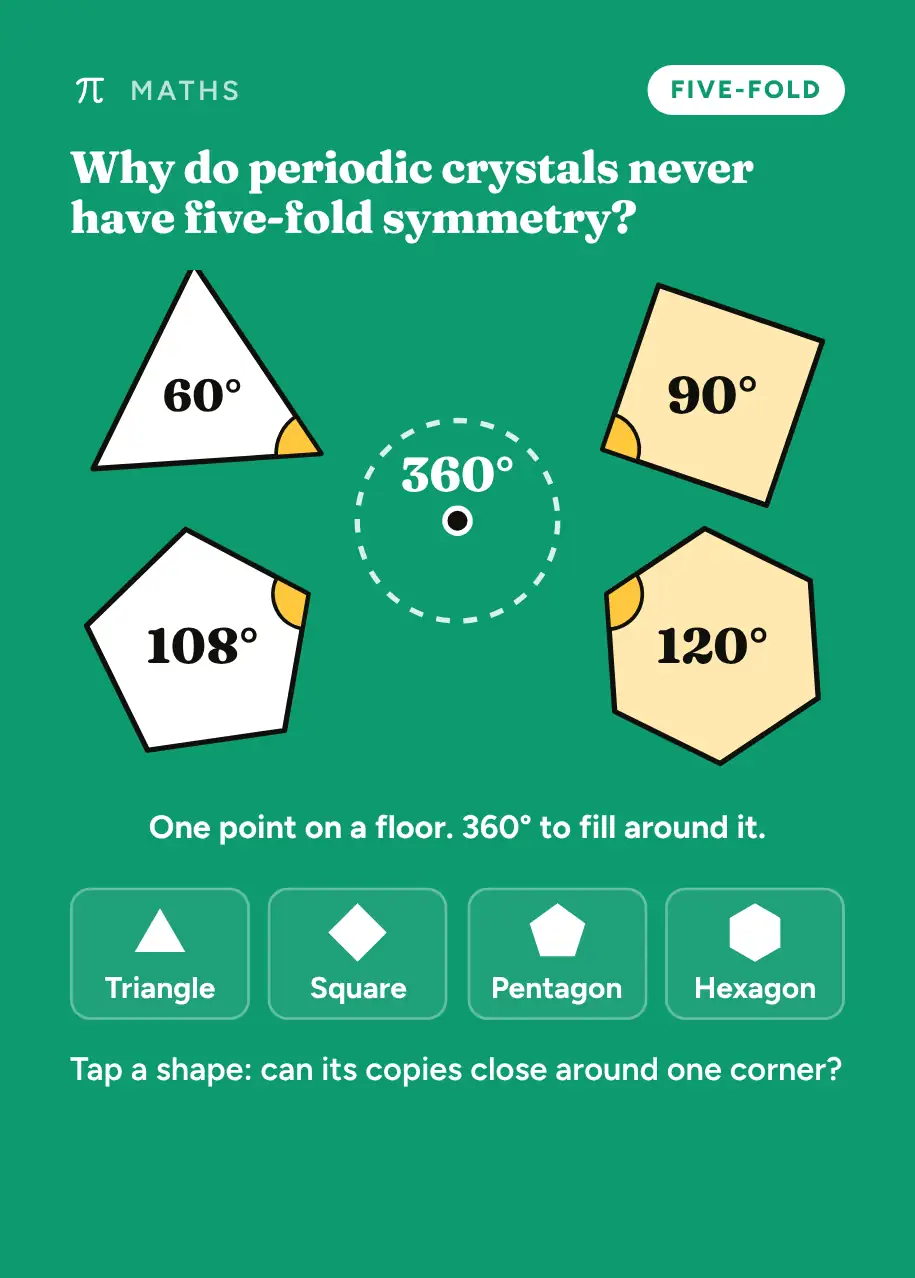 π MATHS
FIVE-FOLD
Why do periodic crystals never
have five-fold symmetry?
60°
90°
360°
108°
120°
One point on a floor. 360° to fill around it.
Triangle
Square
Pentagon
Hexagon
Tap a shape: can its copies close around one corner?